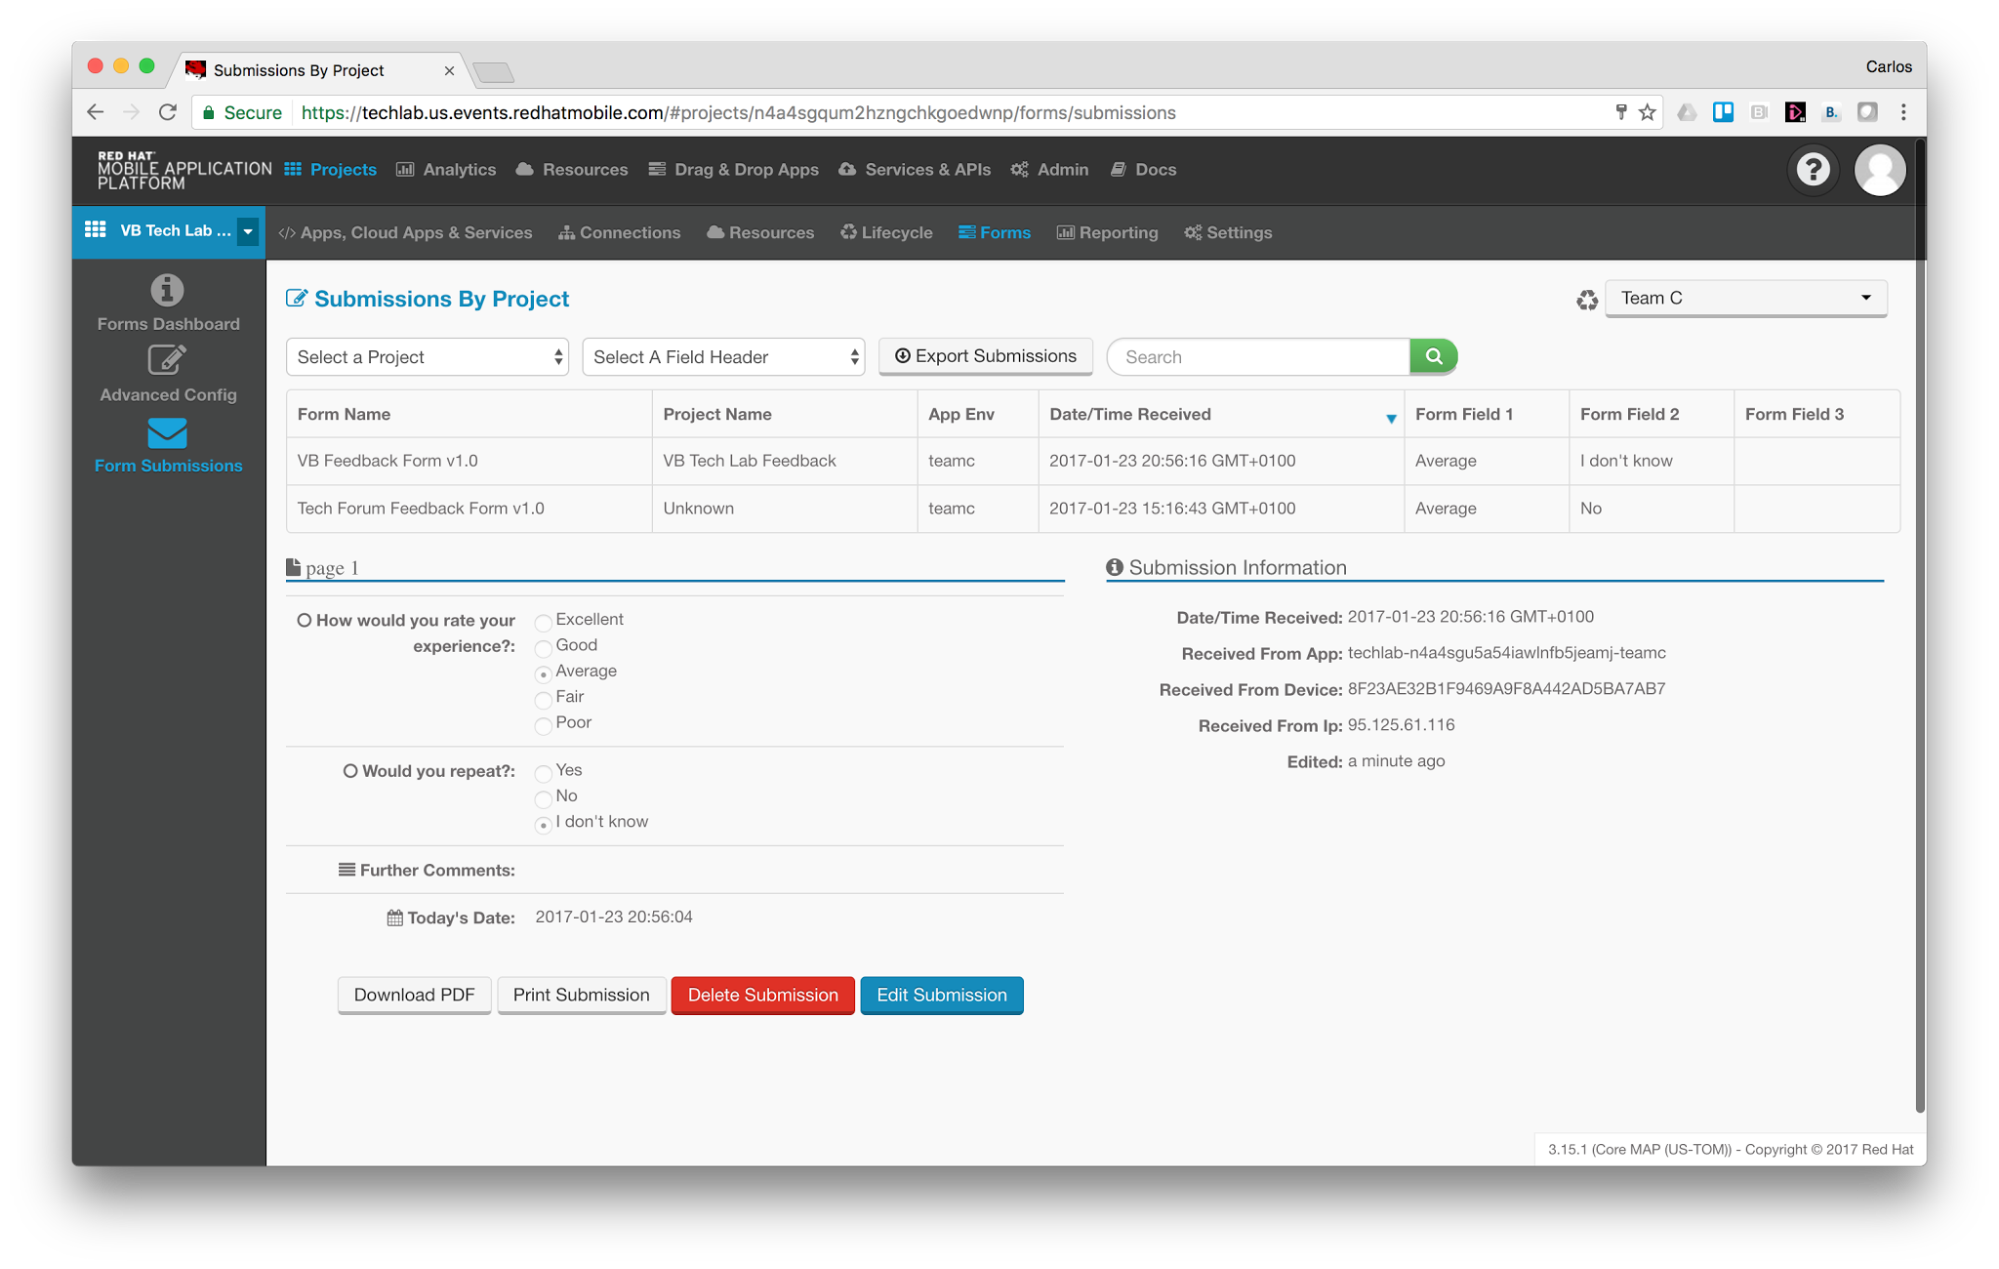 Submissions By Project
Carlos
Secure https://techlab.us.events.redhatmobile.com/#projects/n4a4sgqum2hzngchkgoedwnp/forms/submissions
B.
RED HAT
MOBILE APPLICATION
PLATFORM
Projects Analytics Resources Drag & Drop Apps Services & APIs Admin Docs
VB Tech Lab ... </> Apps, Cloud Apps & Services Connections Resources Lifecycle Forms Reporting Settings
Forms Dashboard
Advanced Config
Form Submissions
Submissions By Project
Team C
Select a Project Select A Field Header Export Submissions Search
Form Name Project Name App Env Date/Time Received Form Field 1 Form Field 2 Form Field 3
VB Feedback Form v1.0 VB Tech Lab Feedback teamc 2017-01-23 20:56:16 GMT+0100 Average I don't know
Tech Forum Feedback Form v1.0 Unknown teamc 2017-01-23 15:16:43 GMT+0100 Average No
page 1
How would you rate your
experience?:
Excellent
Good
Average
Fair
Poor
Would you repeat?:
Yes
No
I don't know
Further Comments:
Today's Date: 2017-01-23 20:56:04
Download PDF Print Submission Delete Submission Edit Submission
Submission Information
Date/Time Received: 2017-01-23 20:56:16 GMT+0100
Received From App: techlab-n4a4sgu5a54iawlnfb5jeamj-teamc
Received From Device: 8F23AE32B1F9469A9F8A442AD5BA7AB7
Received From Ip: 95.125.61.116
Edited: a minute ago
3.15.1 (Core MAP (US-TOM)) - Copyright © 2017 Red Hat